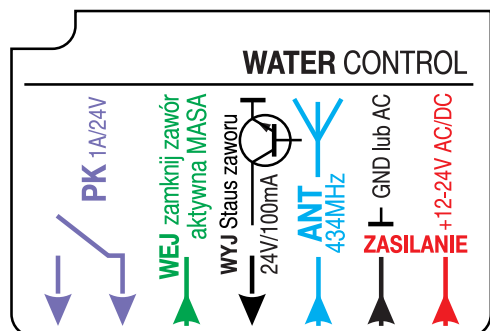 WATER CONTROL
PK 1A/24V
WEJ zamknij zawór
aktywna MASA
WYJ Staus zaworu
24V/100mA
ANT
434MHz
GND lub AC
+12-24V AC/DC
ZASILANIE